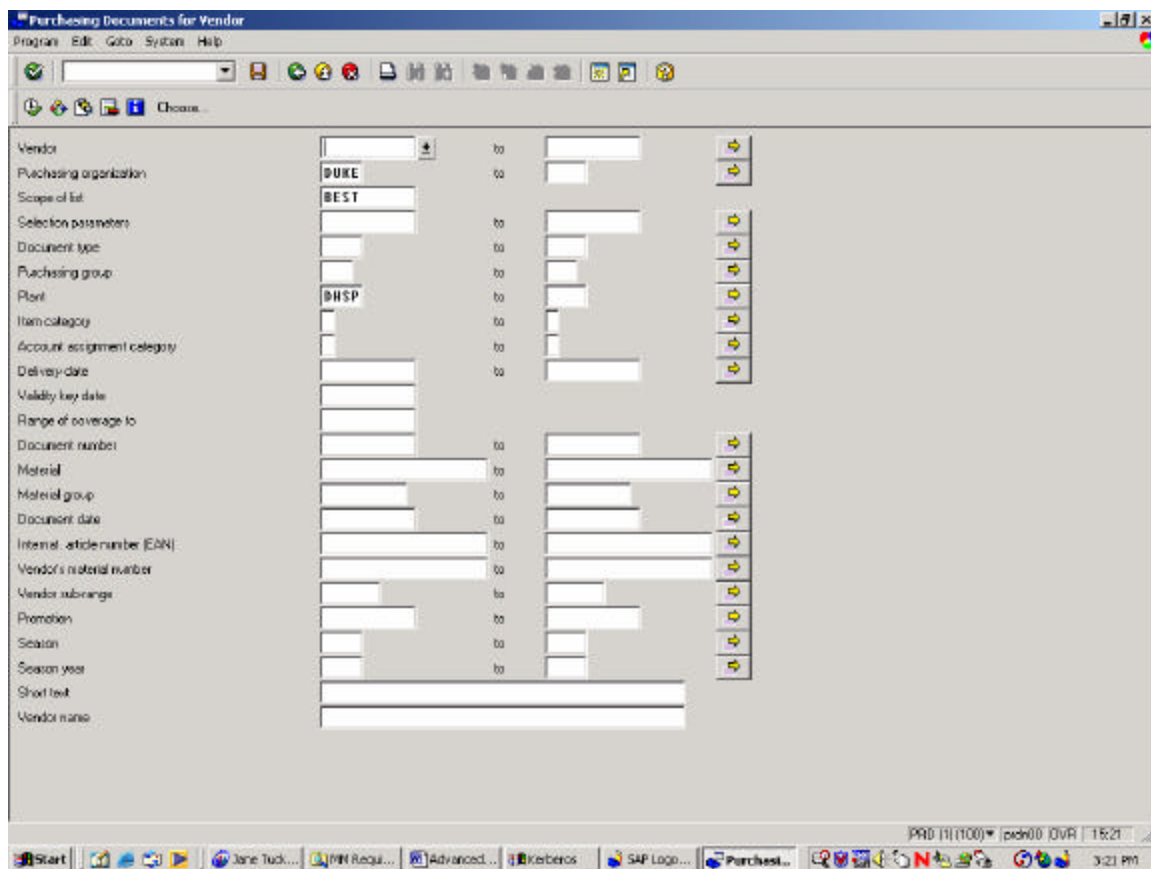 Purchasing Documents for Vendor
Program Edit Goto System Help
Choose...
Vendor to
Purchasing organization DUKE to
Scope of list BEST
Selection parameters to
Document type to
Purchasing group to
Plant DHSP to
Item category to
Account assignment category to
Delivery date to
Validity key date
Range of coverage to
Document number to
Material to
Material group to
Document date to
Internat. article number (EAN) to
Vendor's material number to
Vendor sub-range to
Promotion to
Season to
Season year to
Short text
Vendor name
PRD (1)(100) OVR 15:21
Start Jane Tuck... MN Requi... Advanced... Kerberos SAP Logo... Purchasi... N 3:21 PM